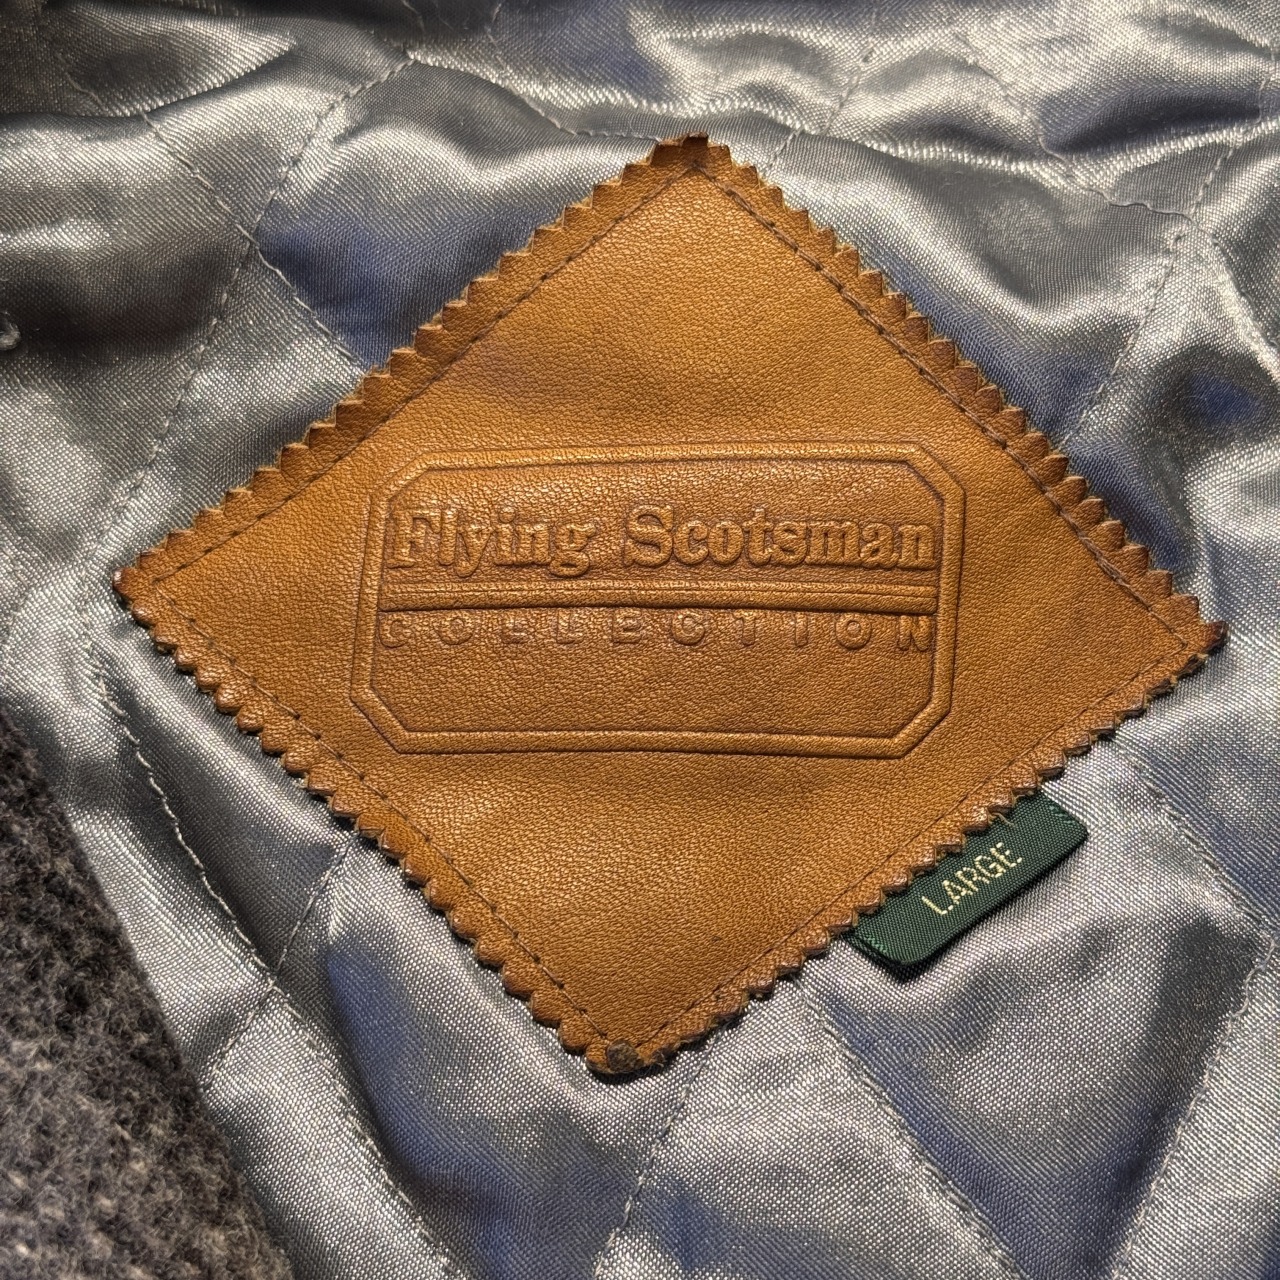 Flying Scotsman
COLLECTION
LARGE